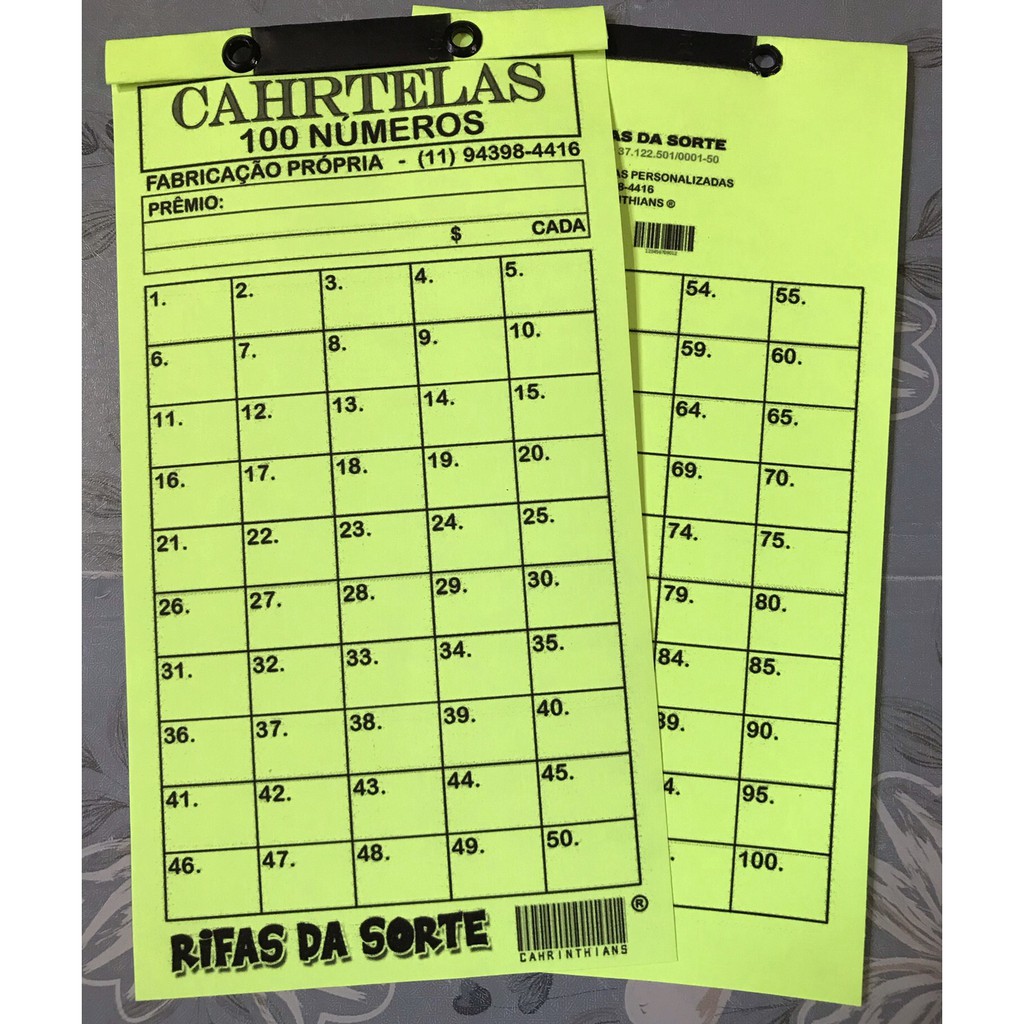 CAHRTELAS
100 NÚMEROS
FABRICAÇÃO PRÓPRIA - (11) 94398-4416
PRÊMIO:
$ CADA
1. 2. 3. 4. 5.
6. 7. 8. 9. 10.
11. 12. 13. 14. 15.
16. 17. 18. 19. 20.
21. 22. 23. 24. 25.
26. 27. 28. 29. 30.
31. 32. 33. 34. 35.
36. 37. 38. 39. 40.
41. 42. 43. 44. 45.
46. 47. 48. 49. 50.
RIFAS DA SORTE
CAHRINTHIANS
®
AS DA SORTE
37.122.501/0001-50
AS PERSONALIZADAS
8-4416
NTHIANS ®
54. 55.
59. 60.
64. 65.
69. 70.
74. 75.
79. 80.
84. 85.
89. 90.
4. 95.
100.